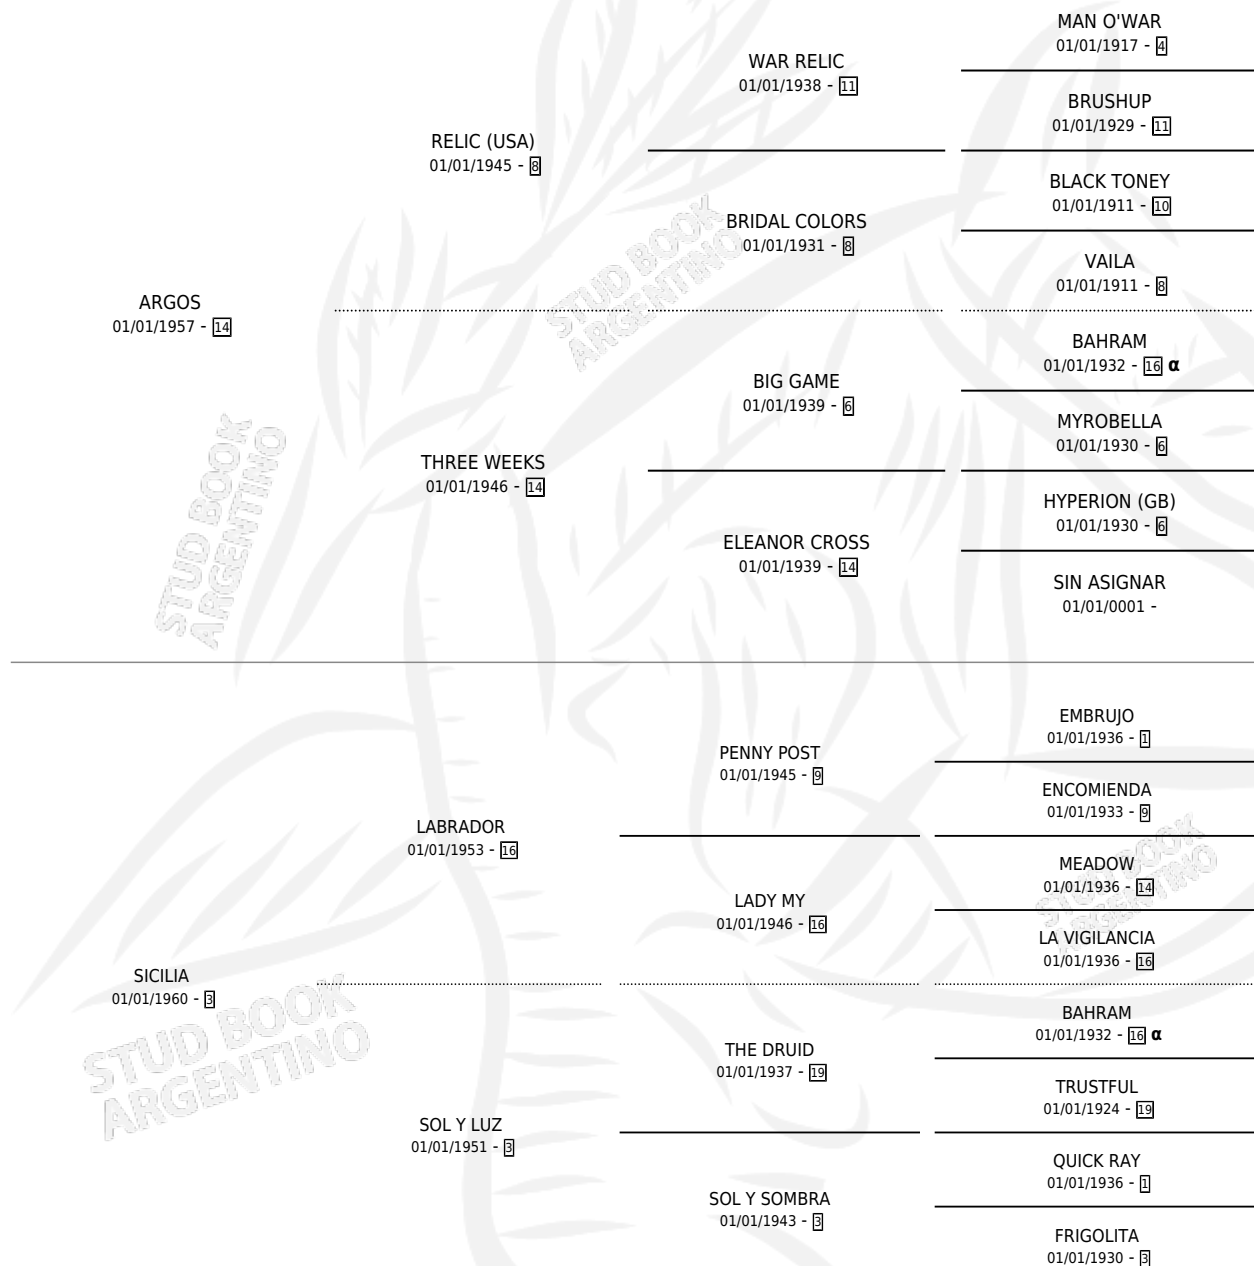 MAN O'WAR
01/01/1917 - 4
WAR RELIC
01/01/1938 - 11
BRUSHUP
01/01/1929 - 11
RELIC (USA)
01/01/1945 - 8
BLACK TONEY
01/01/1911 - 10
BRIDAL COLORS
01/01/1931 - 8
VAILA
01/01/1911 - 8
ARGOS
01/01/1957 - 14
BAHRAM
01/01/1932 - 16 α
BIG GAME
01/01/1939 - 6
MYROBELLA
01/01/1930 - 6
THREE WEEKS
01/01/1946 - 14
HYPERION (GB)
01/01/1930 - 6
ELEANOR CROSS
01/01/1939 - 14
SIN ASIGNAR
01/01/0001 -
EMBRUJO
01/01/1936 - 1
PENNY POST
01/01/1945 - 9
ENCOMIENDA
01/01/1933 - 9
LABRADOR
01/01/1953 - 16
MEADOW
01/01/1936 - 14
LADY MY
01/01/1946 - 16
LA VIGILANCIA
01/01/1936 - 16
SICILIA
01/01/1960 - 3
BAHRAM
01/01/1932 - 16 α
THE DRUID
01/01/1937 - 19
TRUSTFUL
01/01/1924 - 19
SOL Y LUZ
01/01/1951 - 3
QUICK RAY
01/01/1936 - 1
SOL Y SOMBRA
01/01/1943 - 3
FRIGOLITA
01/01/1930 - 3
STUD BOOK
ARGENTINO
STUD BOOK
ARGENTINO
STUD BOOK
ARGENTINO
STUD BOOK
ARGENTINO